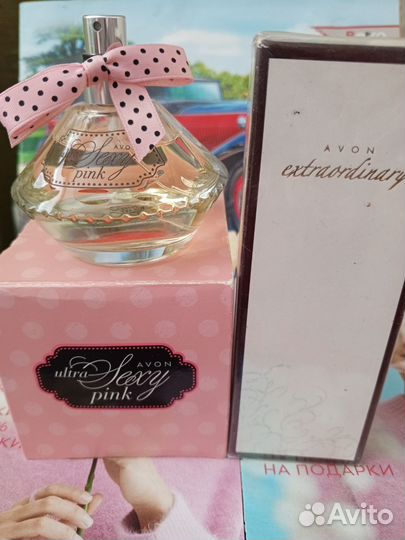 AVON
Sexy
pink
AVON
extraordinary
AVON
ultra Sexy
pink
НА ПОДАРКИ
Avito